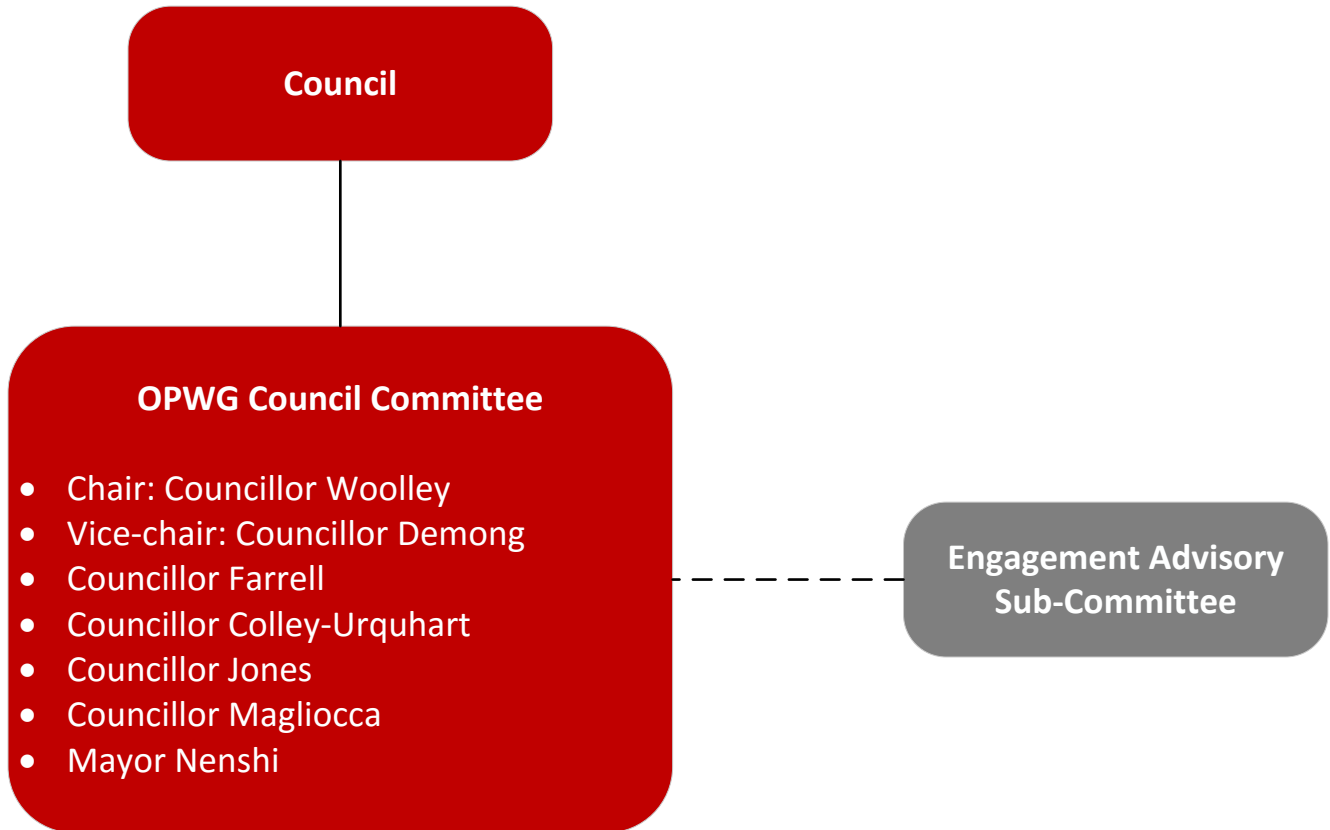 Council
OPWG Council Committee
• Chair: Councillor Woolley
• Vice-chair: Councillor Demong
• Councillor Farrell
• Councillor Colley-Urquhart
• Councillor Jones
• Councillor Magliocca
• Mayor Nenshi
Engagement Advisory
Sub-Committee